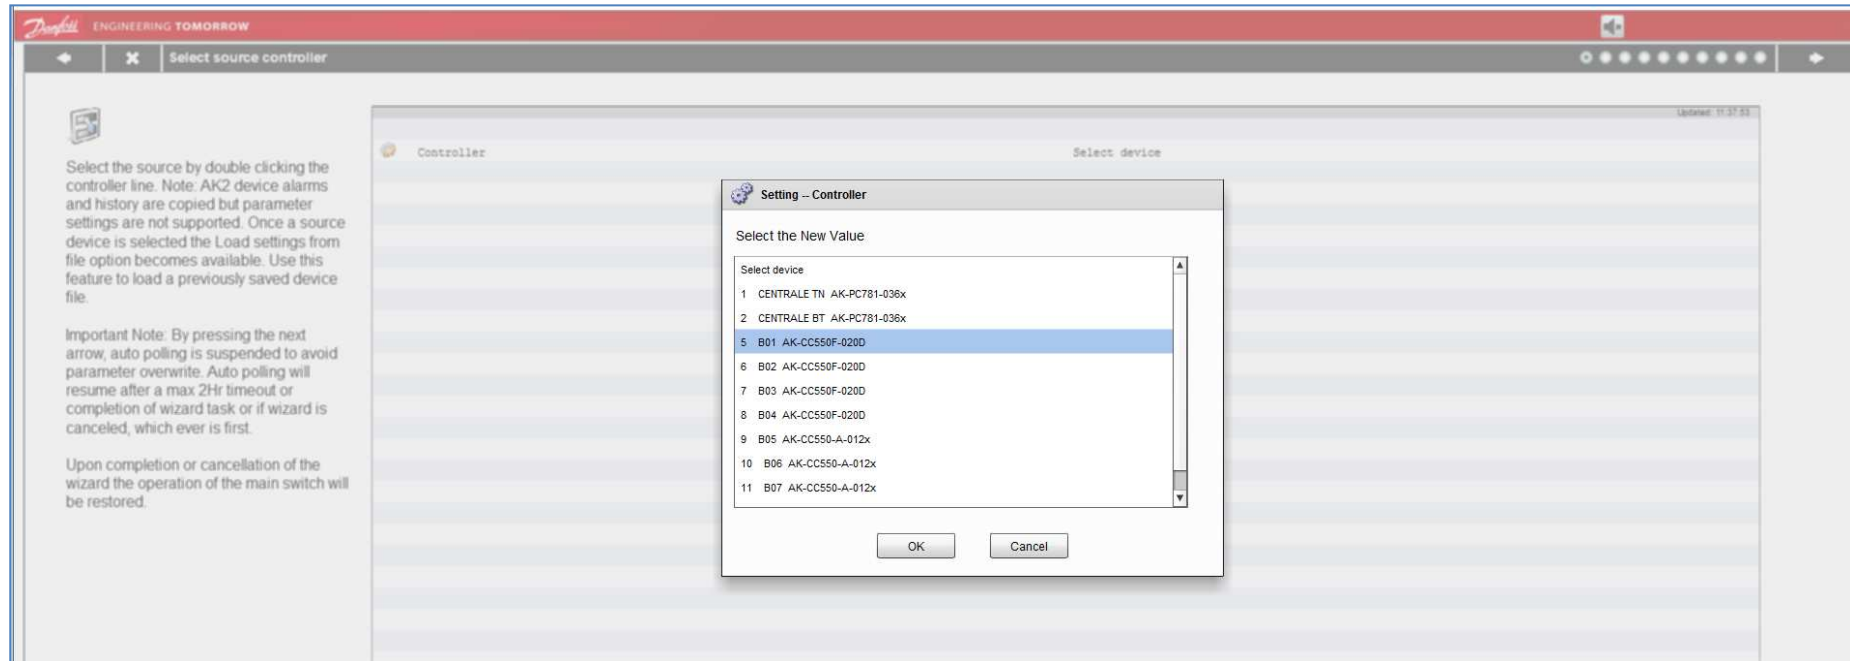 Danfoss ENGINEERING TOMORROW
Select source controller
Updated: 11:37:53
Controller Select device
Select the source by double clicking the
controller line. Note: AK2 device alarms
and history are copied but parameter
settings are not supported. Once a source
device is selected the Load settings from
file option becomes available. Use this
feature to load a previously saved device
file.
Important Note: By pressing the next
arrow, auto polling is suspended to avoid
parameter overwrite. Auto polling will
resume after a max 2Hr timeout or
completion of wizard task or if wizard is
canceled, which ever is first.
Upon completion or cancellation of the
wizard the operation of the main switch will
be restored.
Setting -- Controller
Select the New Value
Select device
1 CENTRALE TN AK-PC781-036x
2 CENTRALE BT AK-PC781-036x
5 B01 AK-CC550F-020D
6 B02 AK-CC550F-020D
7 B03 AK-CC550F-020D
8 B04 AK-CC550F-020D
9 B05 AK-CC550-A-012x
10 B06 AK-CC550-A-012x
11 B07 AK-CC550-A-012x
OK Cancel